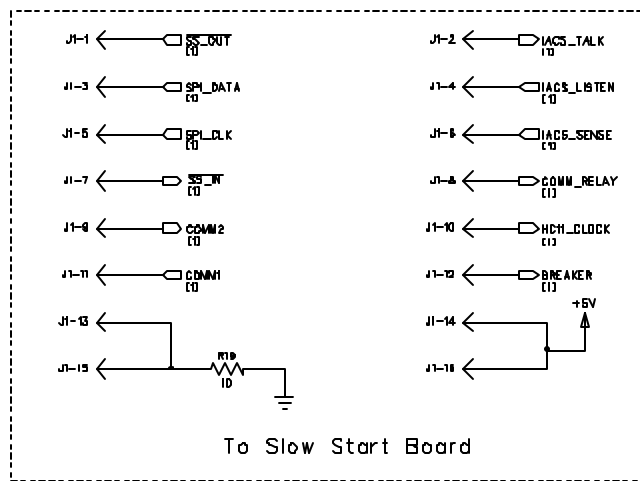 J1-1 SS_OUT J1-2 IACS_TALK
[1] [1]
J1-3 SPI_DATA J1-4 IACS_LISTEN
[1] [1]
J1-5 SPI_CLK J1-6 IACS_SENSE
[1] [1]
J1-7 SS_IN J1-8 COMM_RELAY
[1] [1]
J1-9 COMM2 J1-10 HC11_CLOCK
[1] [1]
J1-11 COMM1 J1-12 BREAKER
[1] [1]
+5V
J1-13 J1-14
R19
J1-15 J1-16
10
To Slow Start Board